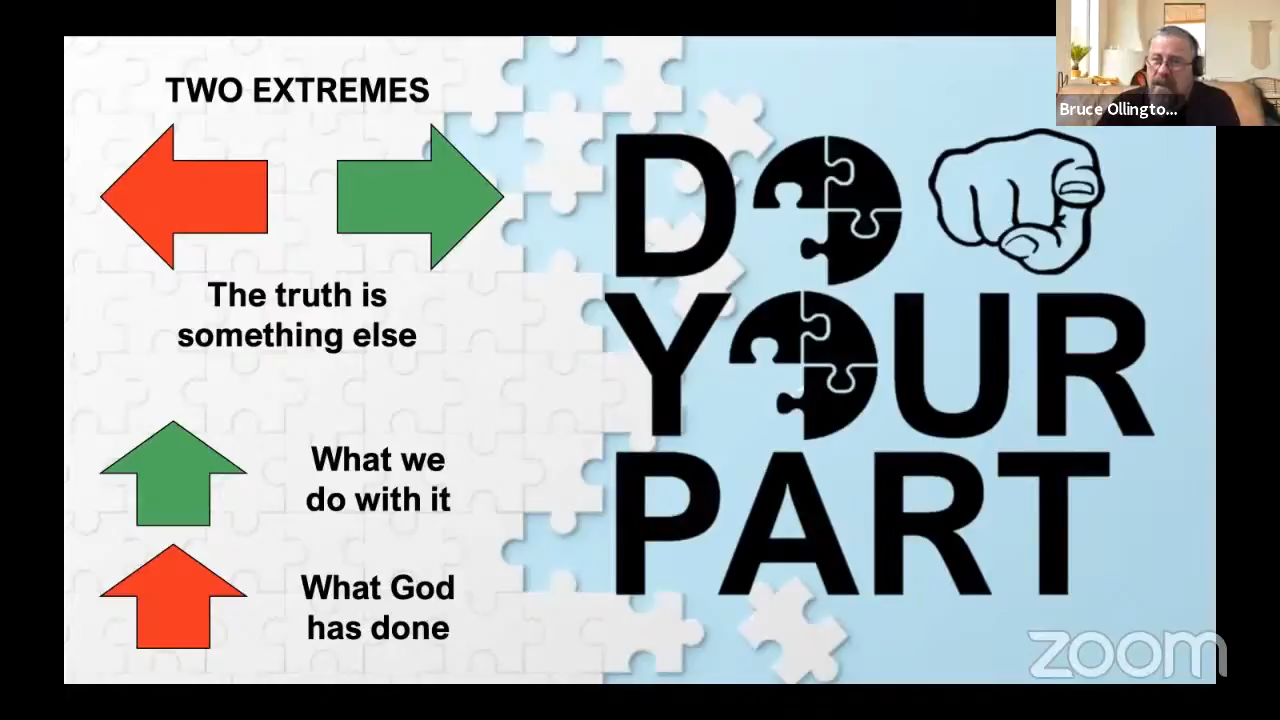 TWO EXTREMES
The truth is
something else
What we
do with it
What God
has done
DO
YOUR
PART
Bruce Ollingto...
zoom